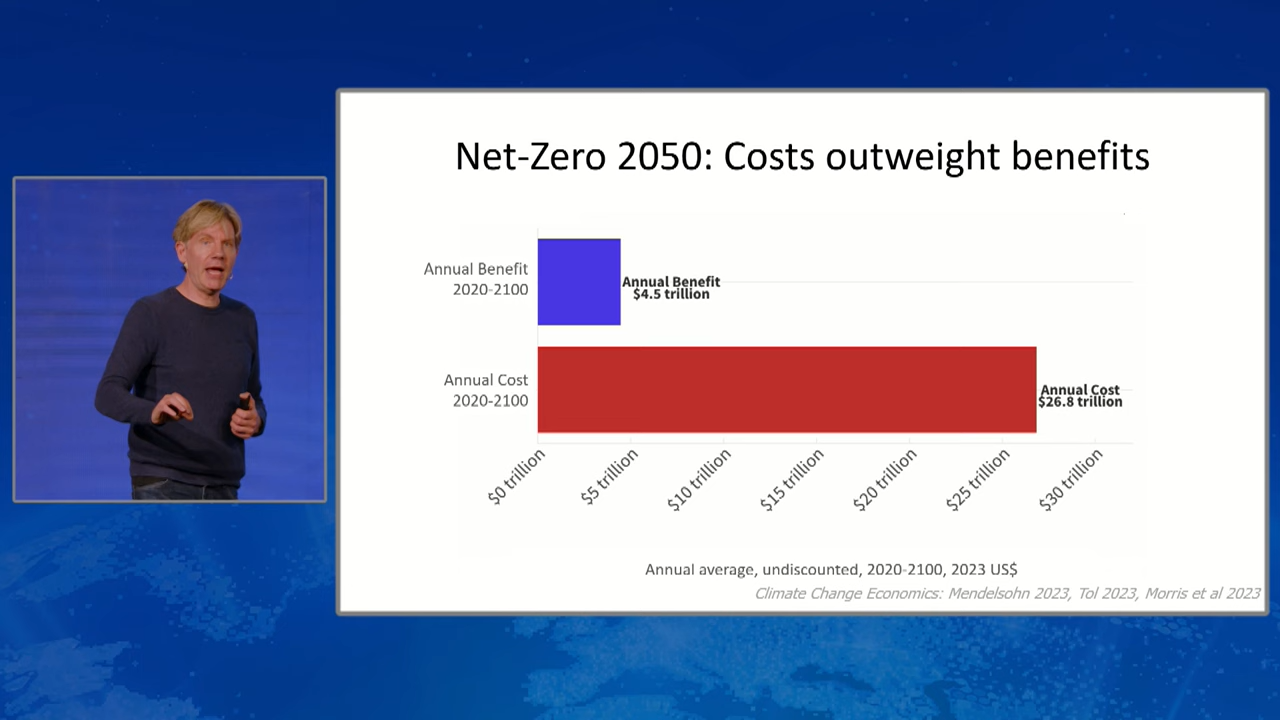 Net-Zero 2050: Costs outweight benefits
Annual Benefit
2020-2100
Annual Benefit
$4.5 trillion
Annual Cost
2020-2100
Annual Cost
$26.8 trillion
$0 trillion
$5 trillion
$10 trillion
$15 trillion
$20 trillion
$25 trillion
$30 trillion
Annual average, undiscounted, 2020-2100, 2023 US$
Climate Change Economics: Mendelsohn 2023, Tol 2023, Morris et al 2023